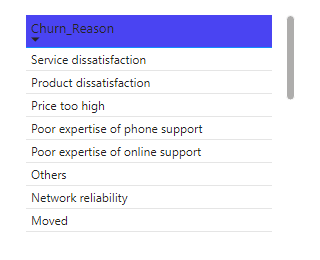 Churn_Reason
Service dissatisfaction
Product dissatisfaction
Price too high
Poor expertise of phone support
Poor expertise of online support
Others
Network reliability
Moved